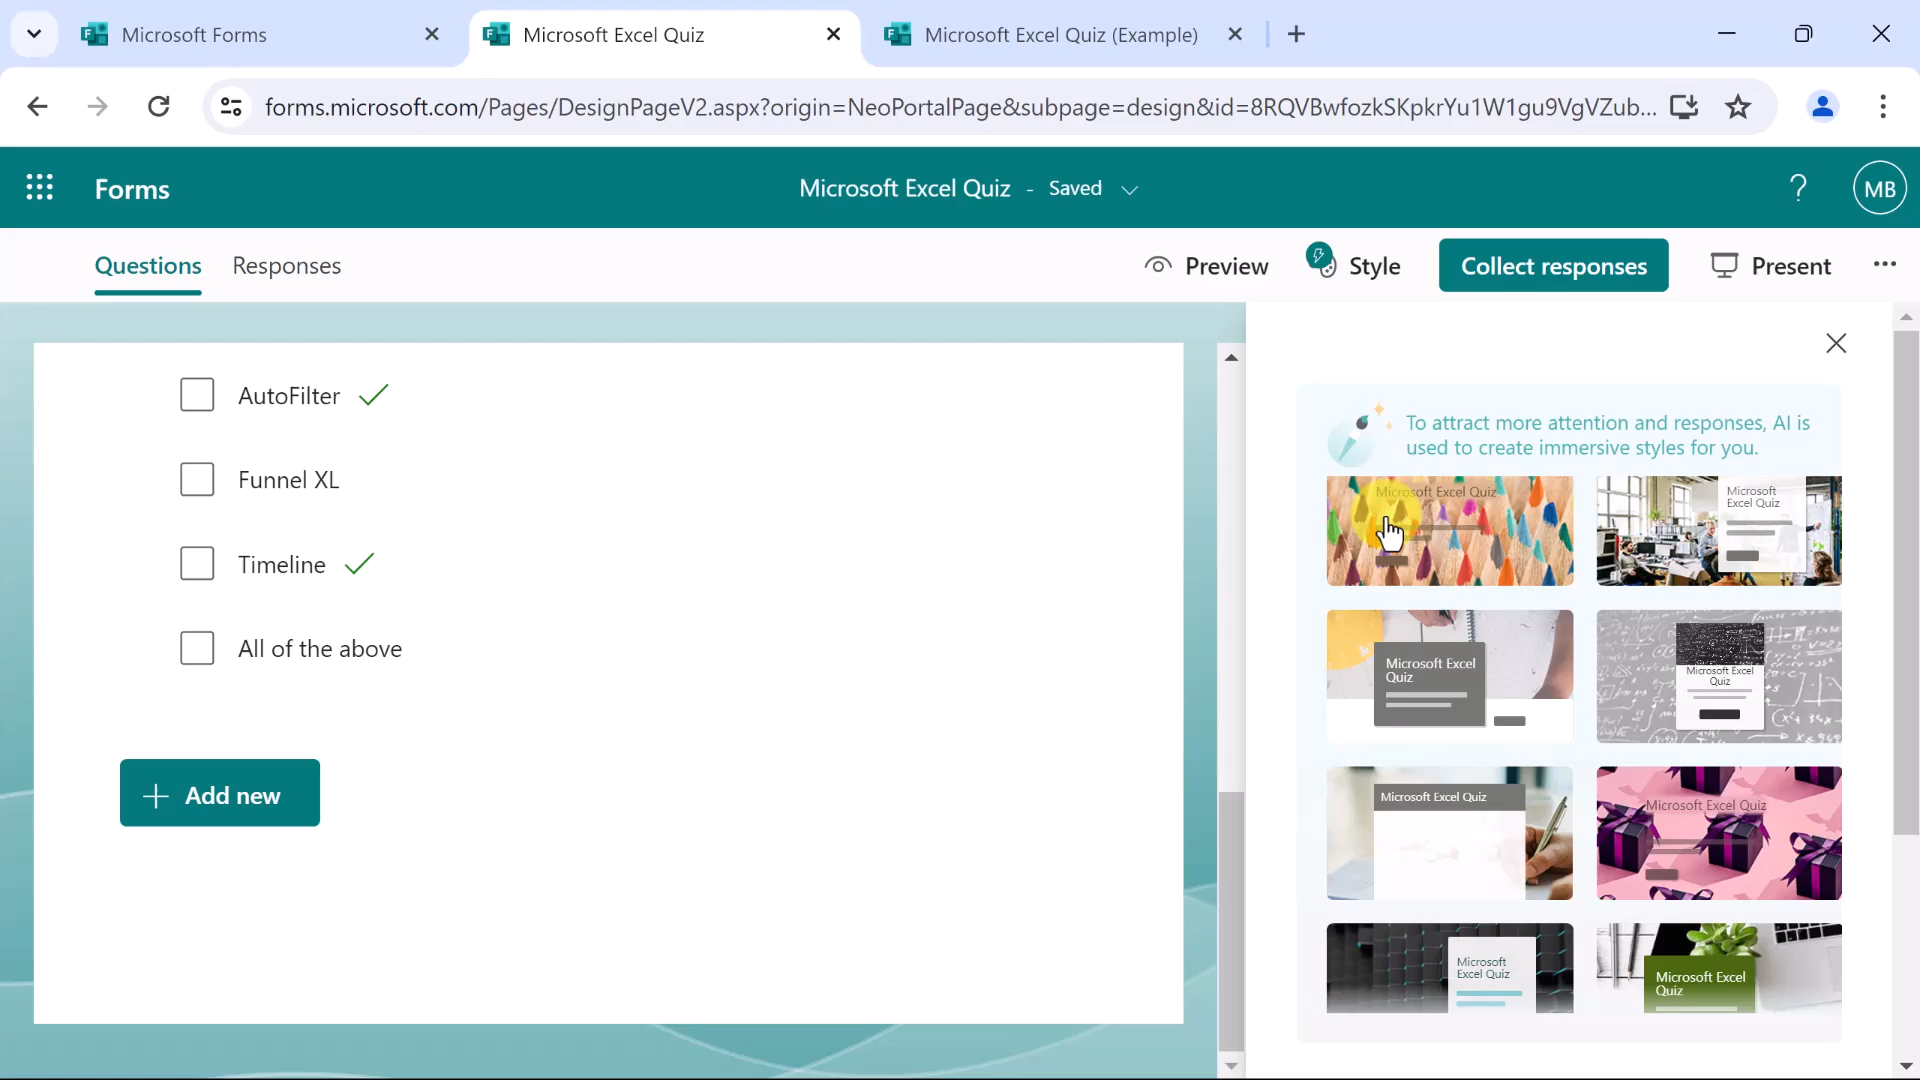 Microsoft Forms
Microsoft Excel Quiz
Microsoft Excel Quiz (Example)
forms.microsoft.com/Pages/DesignPageV2.aspx?origin=NeoPortalPage&subpage=design&id=8RQVBwfozkSKpkrYu1W1gu9VgVZub...
Forms
Microsoft Excel Quiz - Saved
?
MB
Questions
Responses
Preview
Style
Collect responses
Present
AutoFilter
Funnel XL
Timeline
All of the above
+ Add new
To attract more attention and responses, AI is
used to create immersive styles for you.
Microsoft Excel Quiz
Microsoft
Excel Quiz
Microsoft Excel
Quiz
Microsoft Excel
Quiz
Microsoft Excel Quiz
Microsoft Excel Quiz
Microsoft
Excel Quiz
Microsoft Excel
Quiz